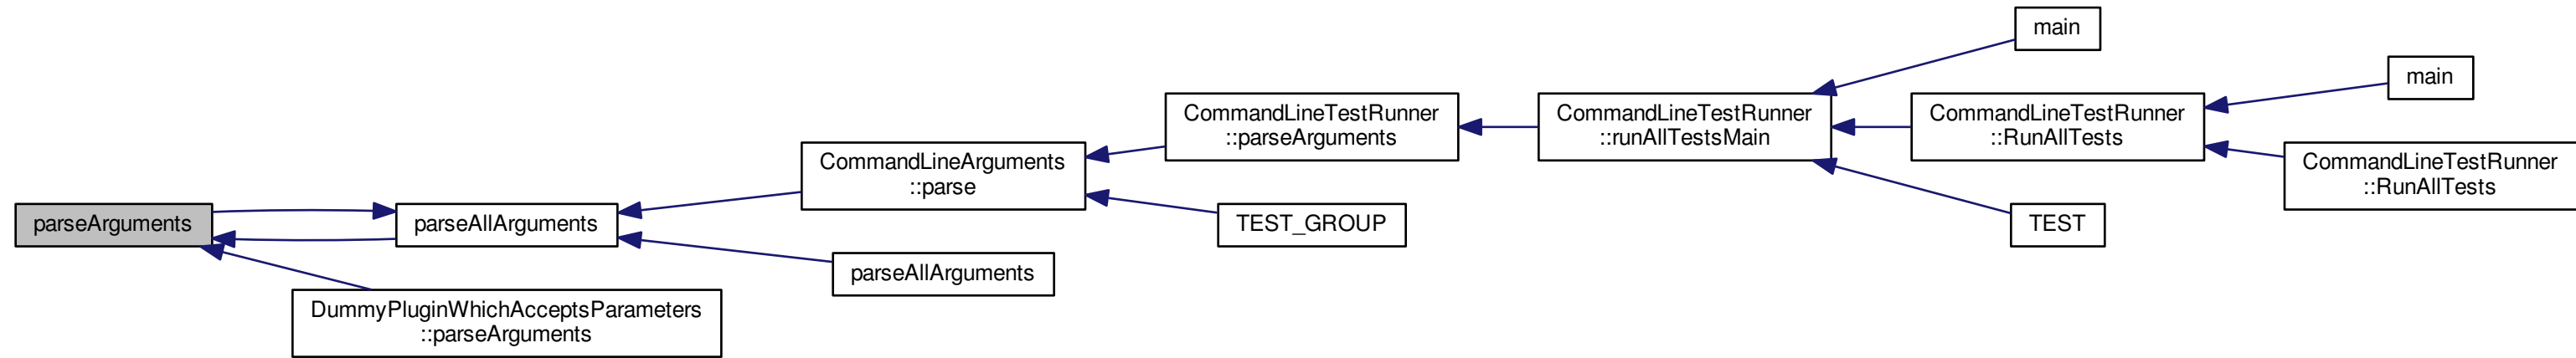 main
main
CommandLineTestRunner
::parseArguments
CommandLineTestRunner
::runAllTestsMain
CommandLineTestRunner
::RunAllTests
CommandLineArguments
::parse
CommandLineTestRunner
::RunAllTests
parseArguments
parseAllArguments
TEST_GROUP
TEST
parseAllArguments
DummyPluginWhichAcceptsParameters
::parseArguments